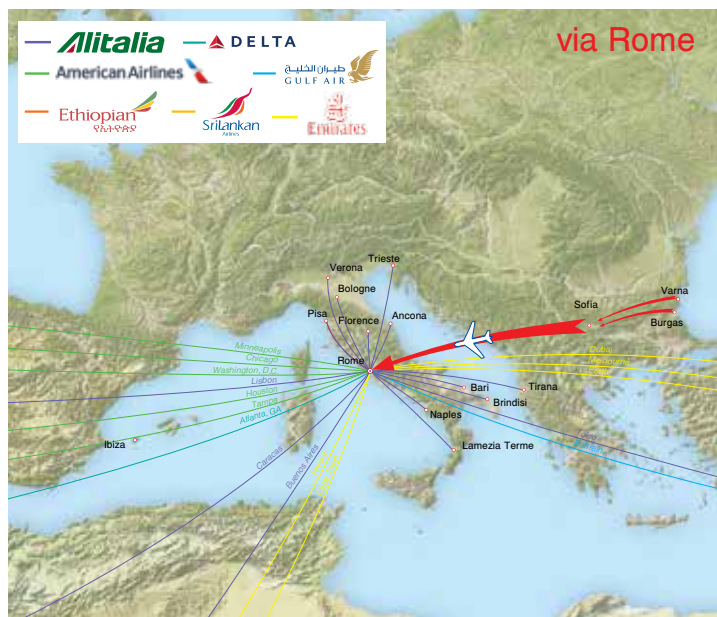 Alitalia
DELTA
American Airlines
طيران الخليج
GULF AIR
Ethiopian
የኢትዮጵያ
SriLankan
Airlines
Emirates
via Rome
Trieste
Verona
Bologne
Varna
Sofia
Pisa
Florence
Ancona
Burgas
Minneapolis
Chicago
Rome
Dubai
Washington, D.C.
Lisbon
Houston
Tampa
Atlanta, GA
Bari
Tirana
Brindisi
Naples
Ibiza
Lamezia Terme
Caracas
Buenos Aires